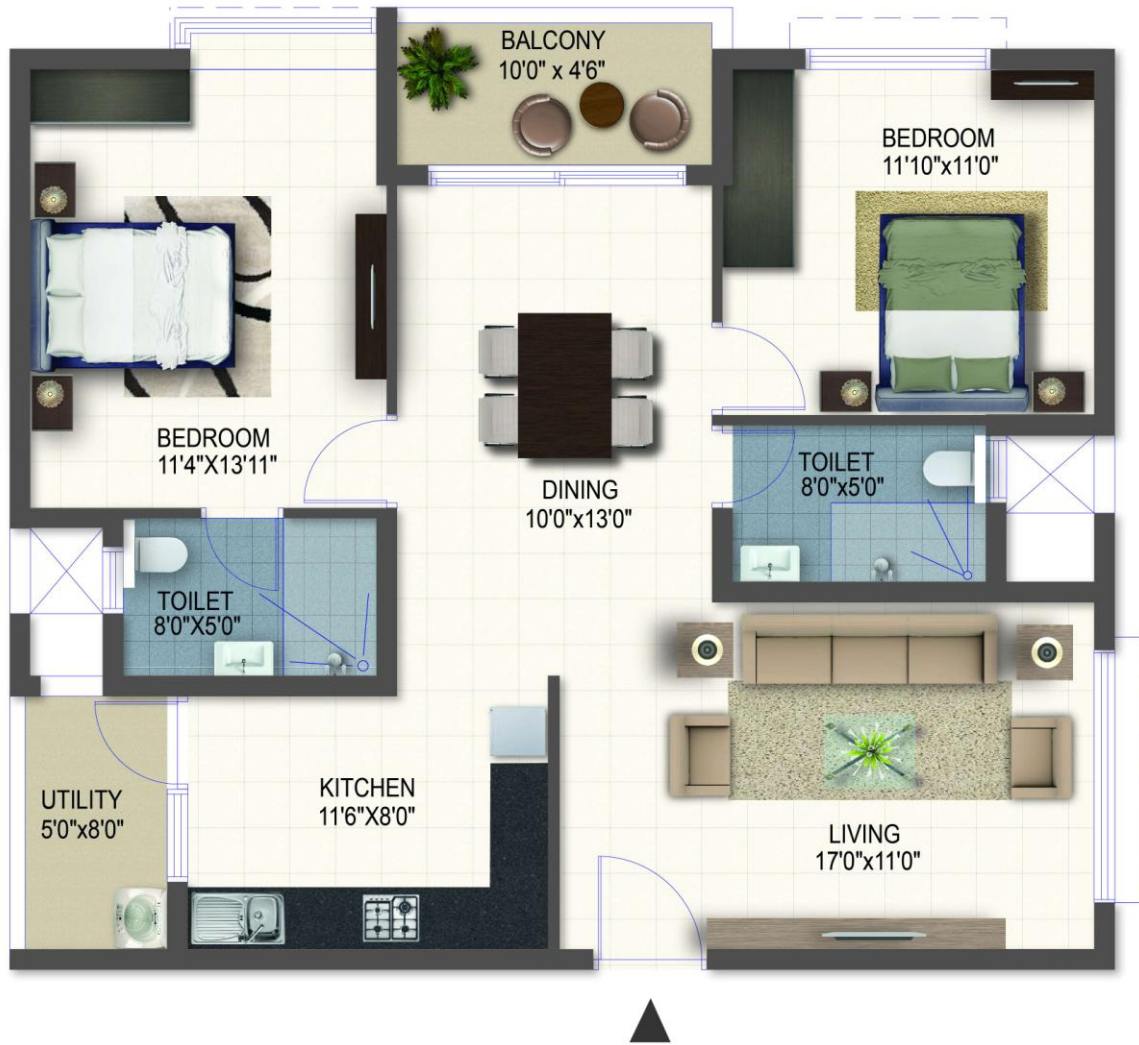 BALCONY
10'0" x 4'6"
BEDROOM
11'10"x11'0"
BEDROOM
11'4"X13'11"
DINING
10'0"x13'0"
TOILET
8'0"x5'0"
TOILET
8'0"X5'0"
UTILITY
5'0"x8'0"
KITCHEN
11'6"X8'0"
LIVING
17'0"x11'0"